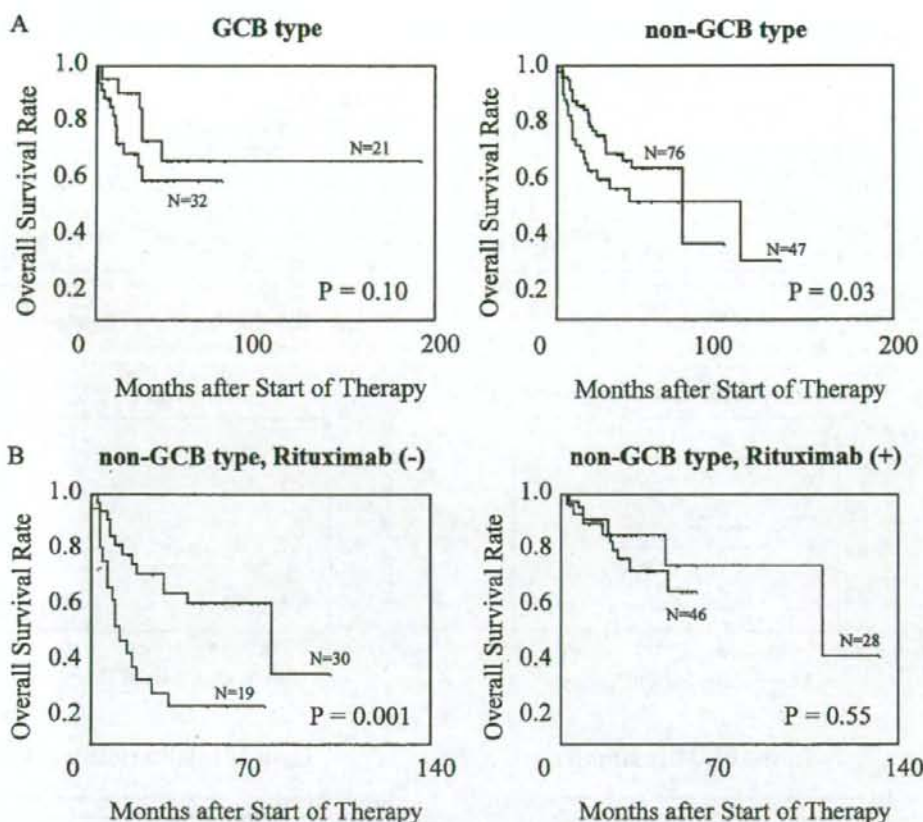 A
GCB type
Overall Survival Rate
1.0
0.8
0.6
0.4
0.2
N=21
N=32
P = 0.10
0
100
200
Months after Start of Therapy
non-GCB type
Overall Survival Rate
1.0
0.8
0.6
0.4
0.2
N=76
N=47
P = 0.03
0
100
200
Months after Start of Therapy
B
non-GCB type, Rituximab (-)
Overall Survival Rate
1.0
0.8
0.6
0.4
0.2
N=30
N=19
P = 0.001
0
70
140
Months after Start of Therapy
non-GCB type, Rituximab (+)
Overall Survival Rate
1.0
0.8
0.6
0.4
0.2
N=46
N=28
P = 0.55
0
70
140
Months after Start of Therapy